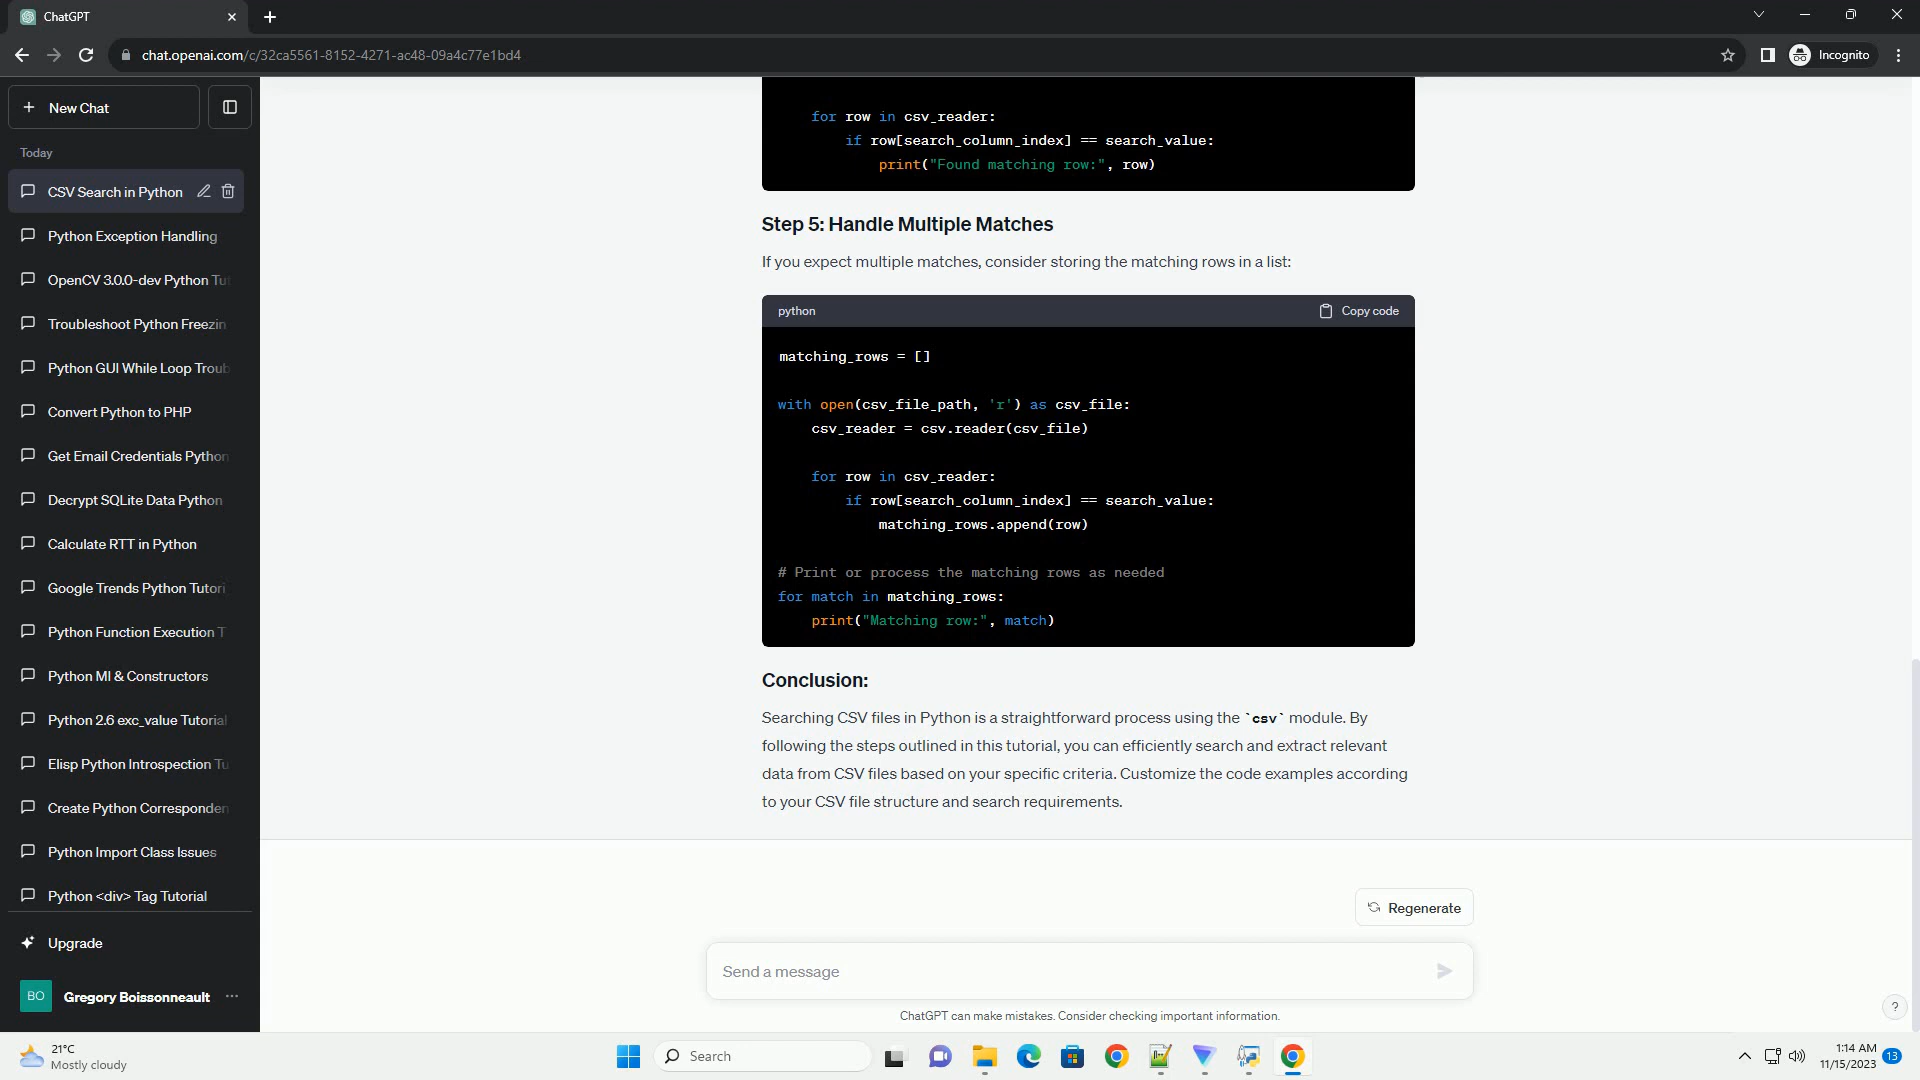 ChatGPT
chat.openai.com/c/32ca5561-8152-4271-ac48-09a4c77e1bd4
Incognito
New Chat
Today
CSV Search in Python
Python Exception Handling
OpenCV 3.0.0-dev Python Tut
Troubleshoot Python Freezin
Python GUI While Loop Troub
Convert Python to PHP
Get Email Credentials Python
Decrypt SQLite Data Python
Calculate RTT in Python
Google Trends Python Tutori
Python Function Execution T
Python MI & Constructors
Python 2.6 exc_value Tutorial
Elisp Python Introspection Tu
Create Python Corresponden
Python Import Class Issues
Python <div> Tag Tutorial
Upgrade
BO
Gregory Boissonneault
for row in csv_reader:
if row[search_column_index] == search_value:
print("Found matching row:", row)
Step 5: Handle Multiple Matches
If you expect multiple matches, consider storing the matching rows in a list:
python
Copy code
matching_rows = []
with open(csv_file_path, 'r') as csv_file:
csv_reader = csv.reader(csv_file)
for row in csv_reader:
if row[search_column_index] == search_value:
matching_rows.append(row)
# Print or process the matching rows as needed
for match in matching_rows:
print("Matching row:", match)
Conclusion:
Searching CSV files in Python is a straightforward process using the `csv` module. By
following the steps outlined in this tutorial, you can efficiently search and extract relevant
data from CSV files based on your specific criteria. Customize the code examples according
to your CSV file structure and search requirements.
Regenerate
Send a message
ChatGPT can make mistakes. Consider checking important information.
?
21°C
Mostly cloudy
Search
1:14 AM
11/15/2023
13